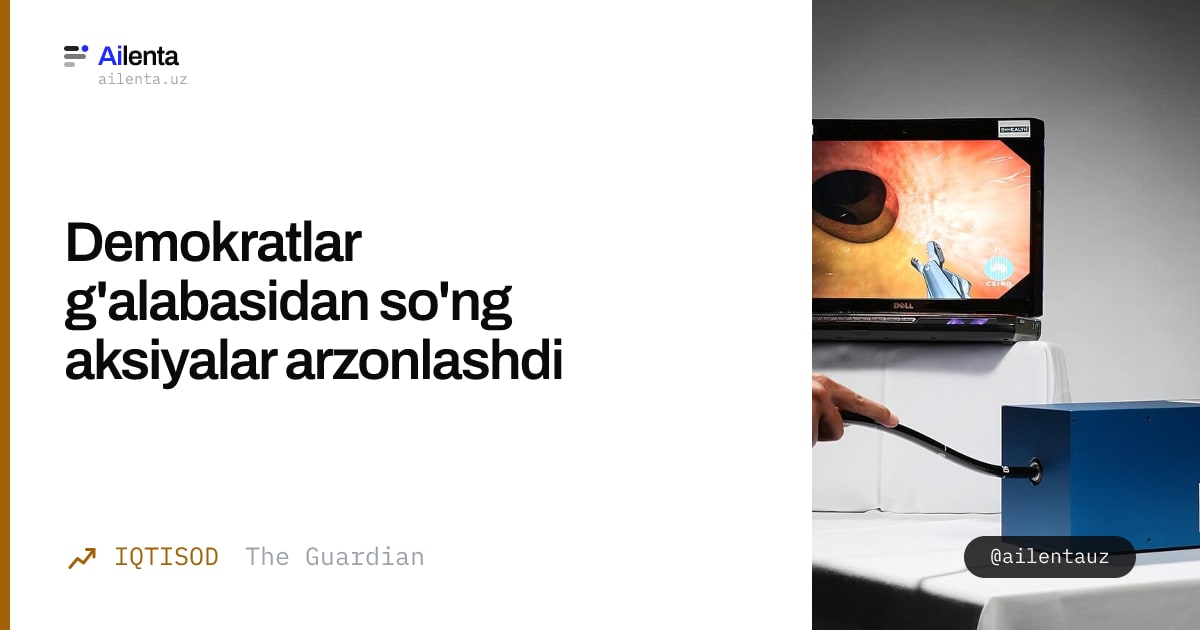 Ailenta
ailenta.uz
Demokratlar
g'alabasidan so'ng
aksiyalar arzonlashdi
IQTISOD The Guardian
CSIRO
DELL
@ailentauz